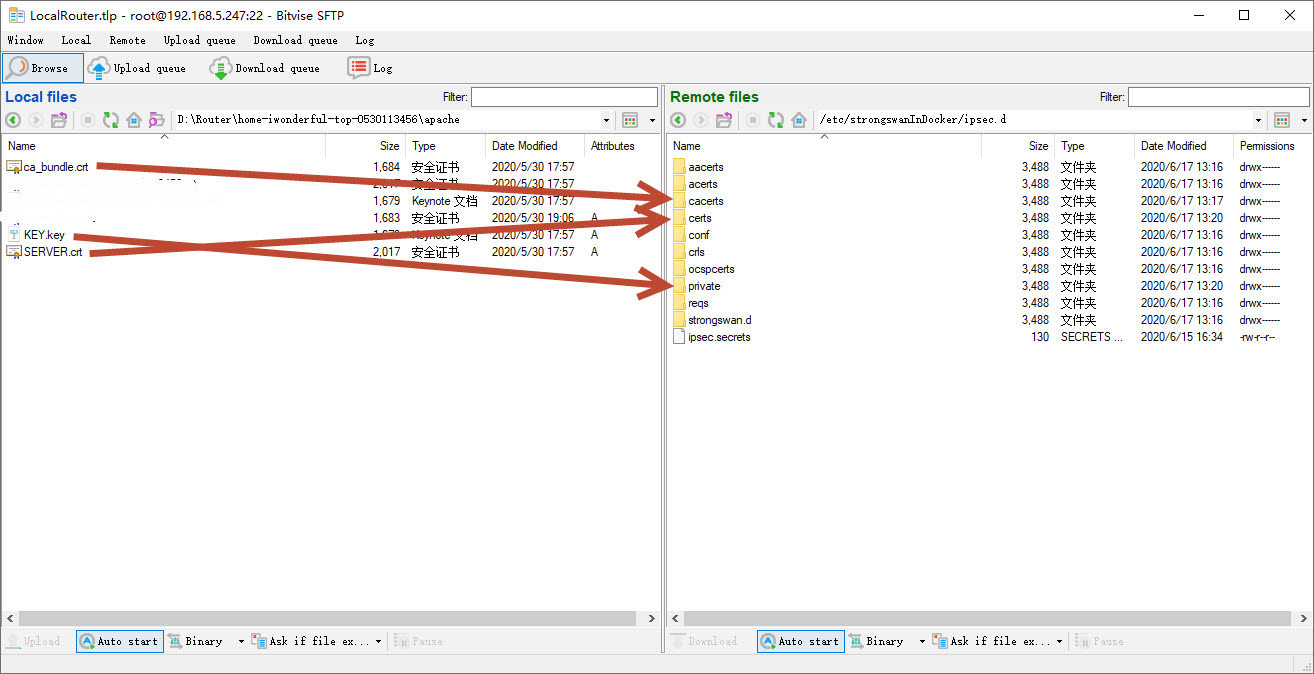 LocalRouter.tlp - root@192.168.5.247:22 - Bitvise SFTP
Window Local Remote Upload queue Download queue Log
Browse Upload queue Download queue Log
Local files Filter:
D:\Router\home-iwonderful-top-0530113456\apache
Name Size Type Date Modified Attributes
ca_bundle.crt 1,684 安全证书 2020/5/30 17:57
2,017 安全证书 2020/5/30 17:57
1,679 Keynote 文档 2020/5/30 17:57
1,683 安全证书 2020/5/30 19:06 A
KEY.key Keynote 文档 2020/5/30 17:57 A
SERVER.crt 2,017 安全证书 2020/5/30 17:57 A
Upload Auto start Binary Ask if file ex... Pause
Remote files Filter:
/etc/strongswanInDocker/ipsec.d
Name Size Type Date Modified Permissions
aacerts 3,488 文件夹 2020/6/17 13:16 drwx------
acerts 3,488 文件夹 2020/6/17 13:16 drwx------
cacerts 3,488 文件夹 2020/6/17 13:17 drwx------
certs 3,488 文件夹 2020/6/17 13:20 drwx------
conf 3,488 文件夹 2020/6/17 13:16 drwx------
crls 3,488 文件夹 2020/6/17 13:16 drwx------
ocspcerts 3,488 文件夹 2020/6/17 13:16 drwx------
private 3,488 文件夹 2020/6/17 13:20 drwx------
reqs 3,488 文件夹 2020/6/17 13:16 drwx------
strongswan.d 3,488 文件夹 2020/6/17 13:16 drwx------
ipsec.secrets 130 SECRETS ... 2020/6/15 16:34 -rw-r--r--
Download Auto start Binary Ask if file ex... Pause